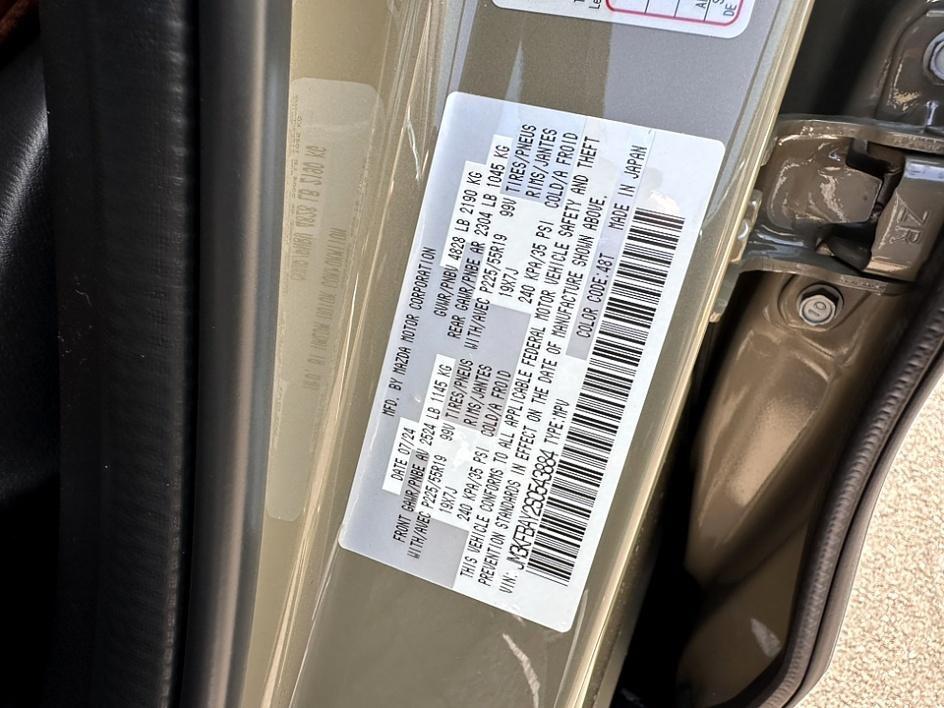 MFD. BY MAZDA MOTOR CORPORATION
DATE 07/24 GVWR/PNBV 4828 LB 2190 KG
FRONT GAWR/PNBE AV 2524 LB 1145 KG REAR GAWR/PNBE AR 2304 LB 1045 KG
WITH/AVEC P225/55R19 99V TIRES/PNEUS WITH/AVEC P225/55R19 99V TIRES/PNEUS
19X7J RIMS/JANTES 19X7J RIMS/JANTES
240 KPA/35 PSI COLD/A FROID 240 KPA/35 PSI COLD/A FROID
THIS VEHICLE CONFORMS TO ALL APPLICABLE FEDERAL MOTOR VEHICLE SAFETY AND THEFT
PREVENTION STANDARDS IN EFFECT ON THE DATE OF MANUFACTURE SHOWN ABOVE.
VIN: JM3KFBAY2S0643884 TYPE:MPV COLOR CODE:48T MADE IN JAPAN